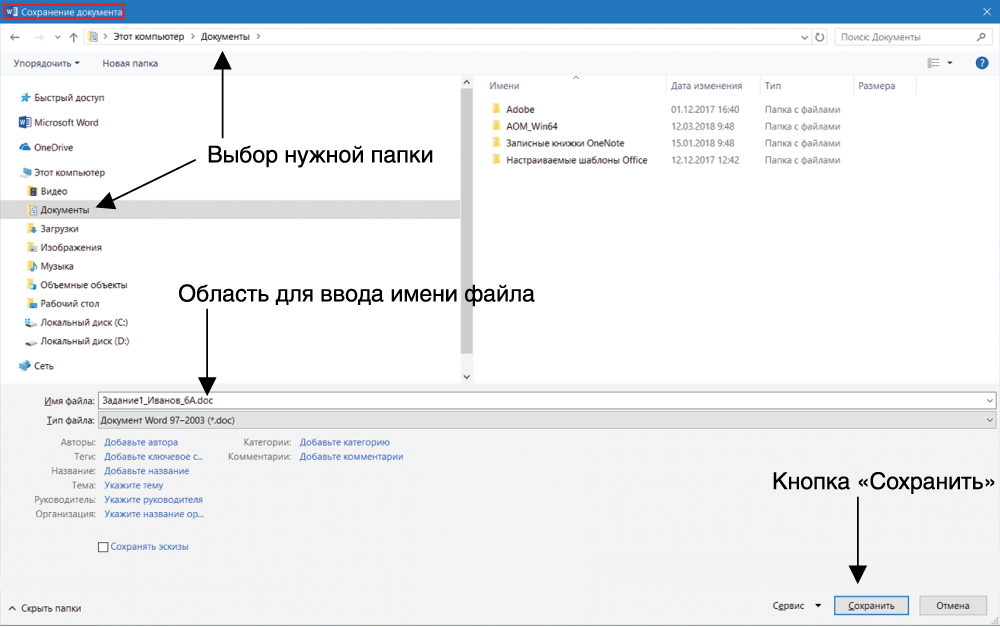 Сохранение документа
Этот компьютер Документы
Поиск: Документы
Упорядочить Новая папка
?
Имени Дата изменения Тип Размера
Быстрый доступ
Microsoft Word
OneDrive
Этот компьютер
Видео
Документы
Загрузки
Изображения
Музыка
Объемные объекты
Рабочий стол
Локальный диск (C:)
Локальный диск (D:)
Сеть
Adobe 01.12.2017 16:40 Папка с файлами
AOM_Win64 12.03.2018 9:48 Папка с файлами
Записные книжки OneNote 15.01.2018 9:48 Папка с файлами
Настраиваемые шаблоны Office 12.12.2017 12:42 Папка с файлами
Выбор нужной папки
Область для ввода имени файла
Имя файла: Задание1_Иванов_6А.doc
Тип файла: Документ Word 97–2003 (*.doc)
Авторы: Добавьте автора Категории: Добавьте категорию
Теги: Добавьте ключевое с... Комментарии: Добавьте комментарии
Название: Добавьте название
Тема: Укажите тему
Руководитель: Укажите руководителя
Организация: Укажите название ор...
Сохранять эскизы
Кнопка «Сохранить»
Скрыть папки
Сервис Сохранить Отмена